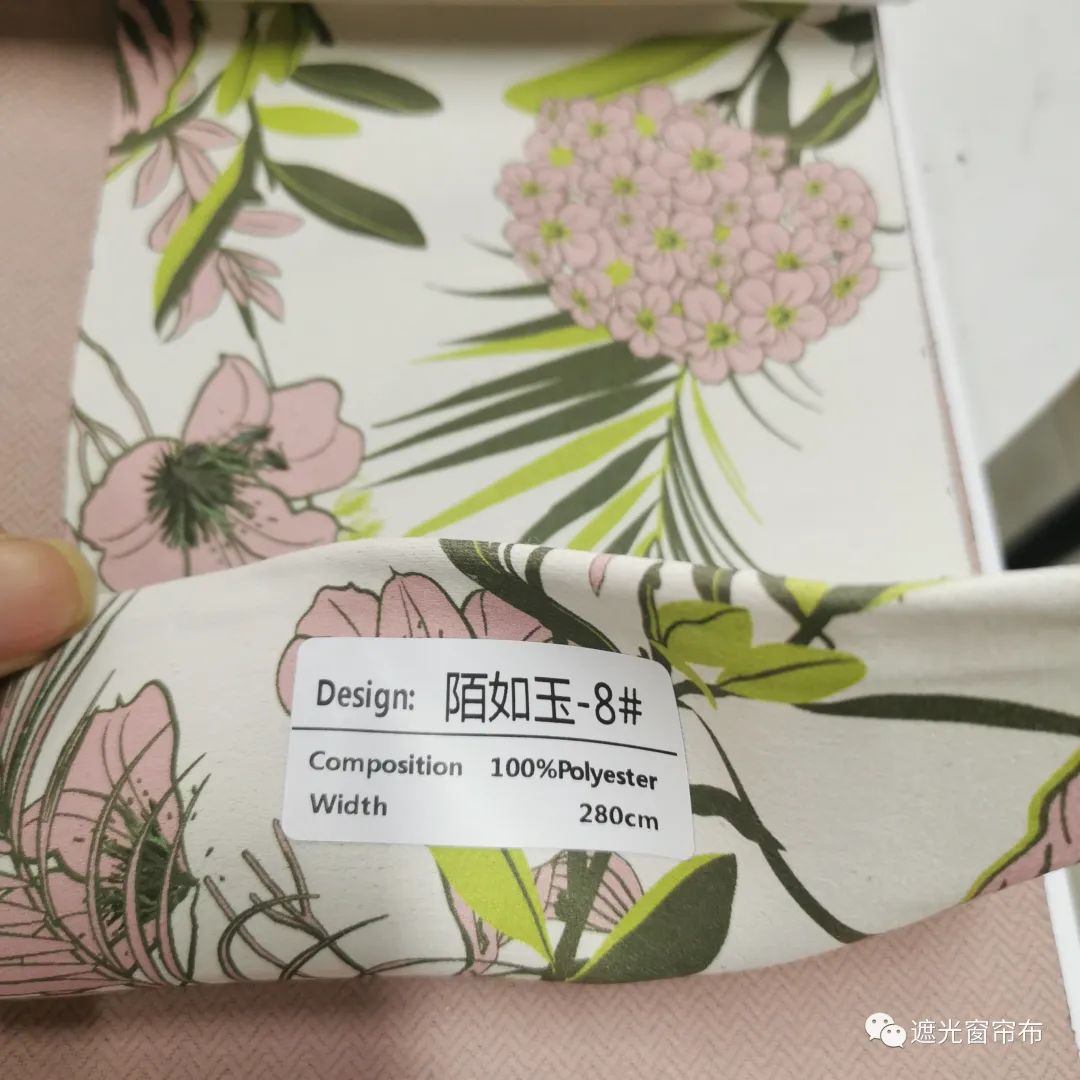 Design: 陌如玉-8#
Composition 100%Polyester
Width 280cm
遮光窗帘布